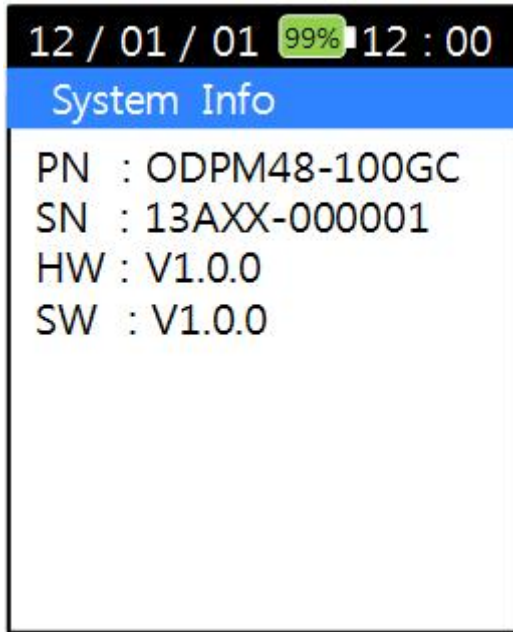 12 / 01 / 01 99% 12 : 00
System Info
PN : ODPM48-100GC
SN : 13AXX-000001
HW : V1.0.0
SW : V1.0.0